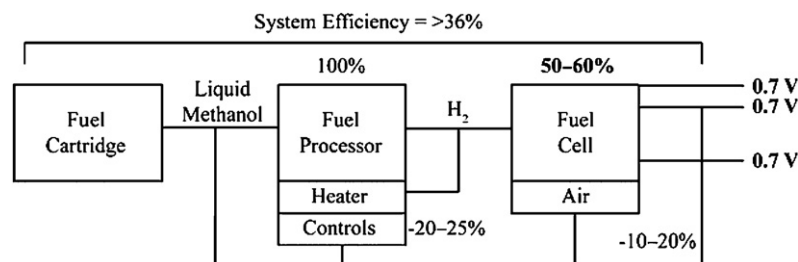 System Efficiency = >36%
100%
50–60%
Fuel
Cartridge
Liquid
Methanol
Fuel
Processor
Heater
Controls
-20–25%
H₂
Fuel
Cell
Air
-10–20%
0.7 V
0.7 V
0.7 V